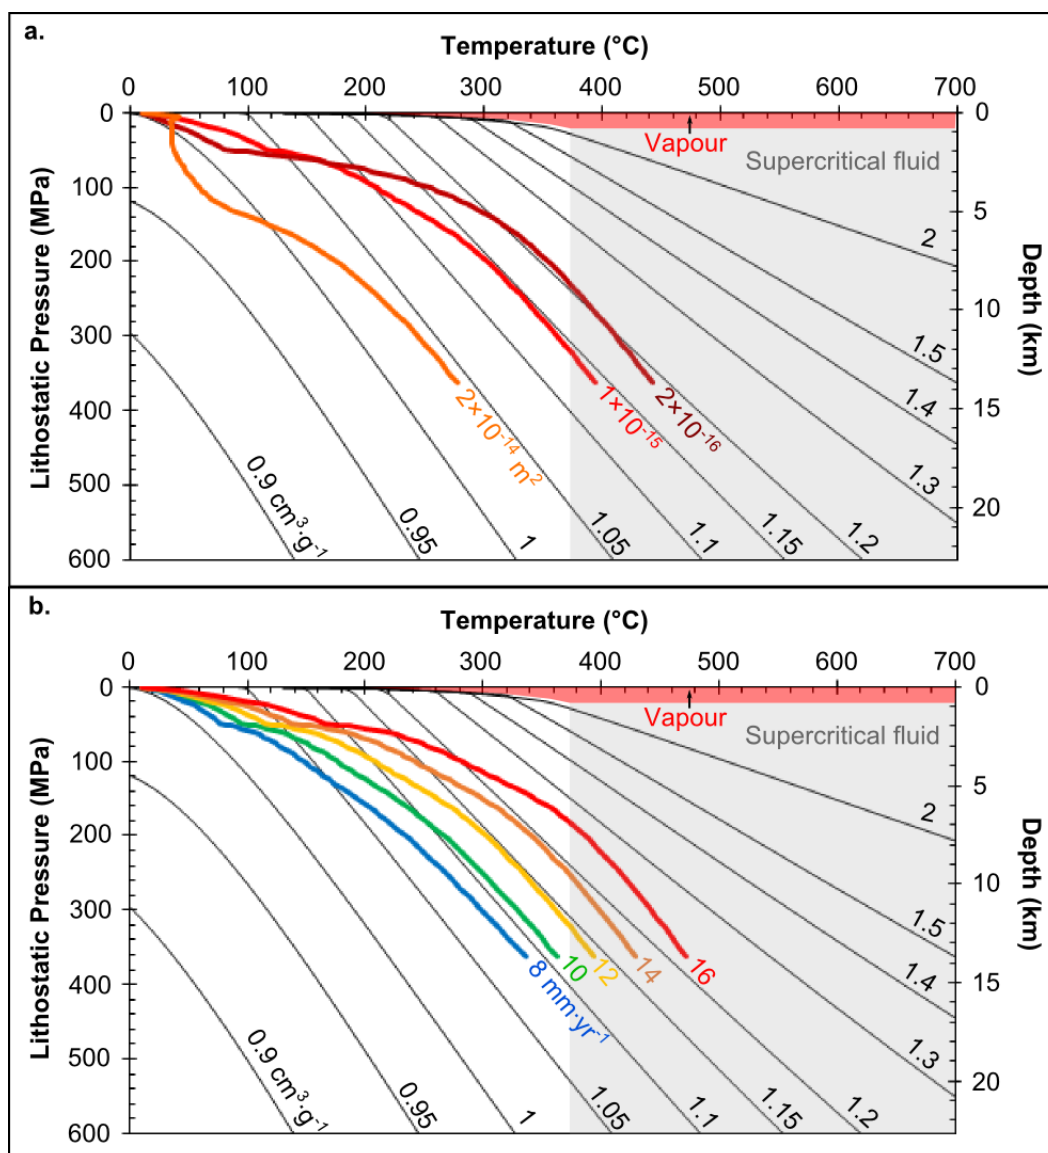 a.
Temperature (°C)
0 100 200 300 400 500 600 700
Lithostatic Pressure (MPa)
0
100
200
300
400
500
600
Depth (km)
0
5
10
15
20
Vapour
Supercritical fluid
2
1.5
1.4
1.3
1.2
1.15
1.1
1.05
1
0.95
0.9 cm³·g⁻¹
2×10⁻¹⁴ m²
1×10⁻¹⁵
2×10⁻¹⁶
b.
Temperature (°C)
0 100 200 300 400 500 600 700
Lithostatic Pressure (MPa)
0
100
200
300
400
500
600
Depth (km)
0
5
10
15
20
Vapour
Supercritical fluid
2
1.5
1.4
1.3
1.2
1.15
1.1
1.05
1
0.95
0.9 cm³·g⁻¹
8 mm·yr⁻¹
10
12
14
16